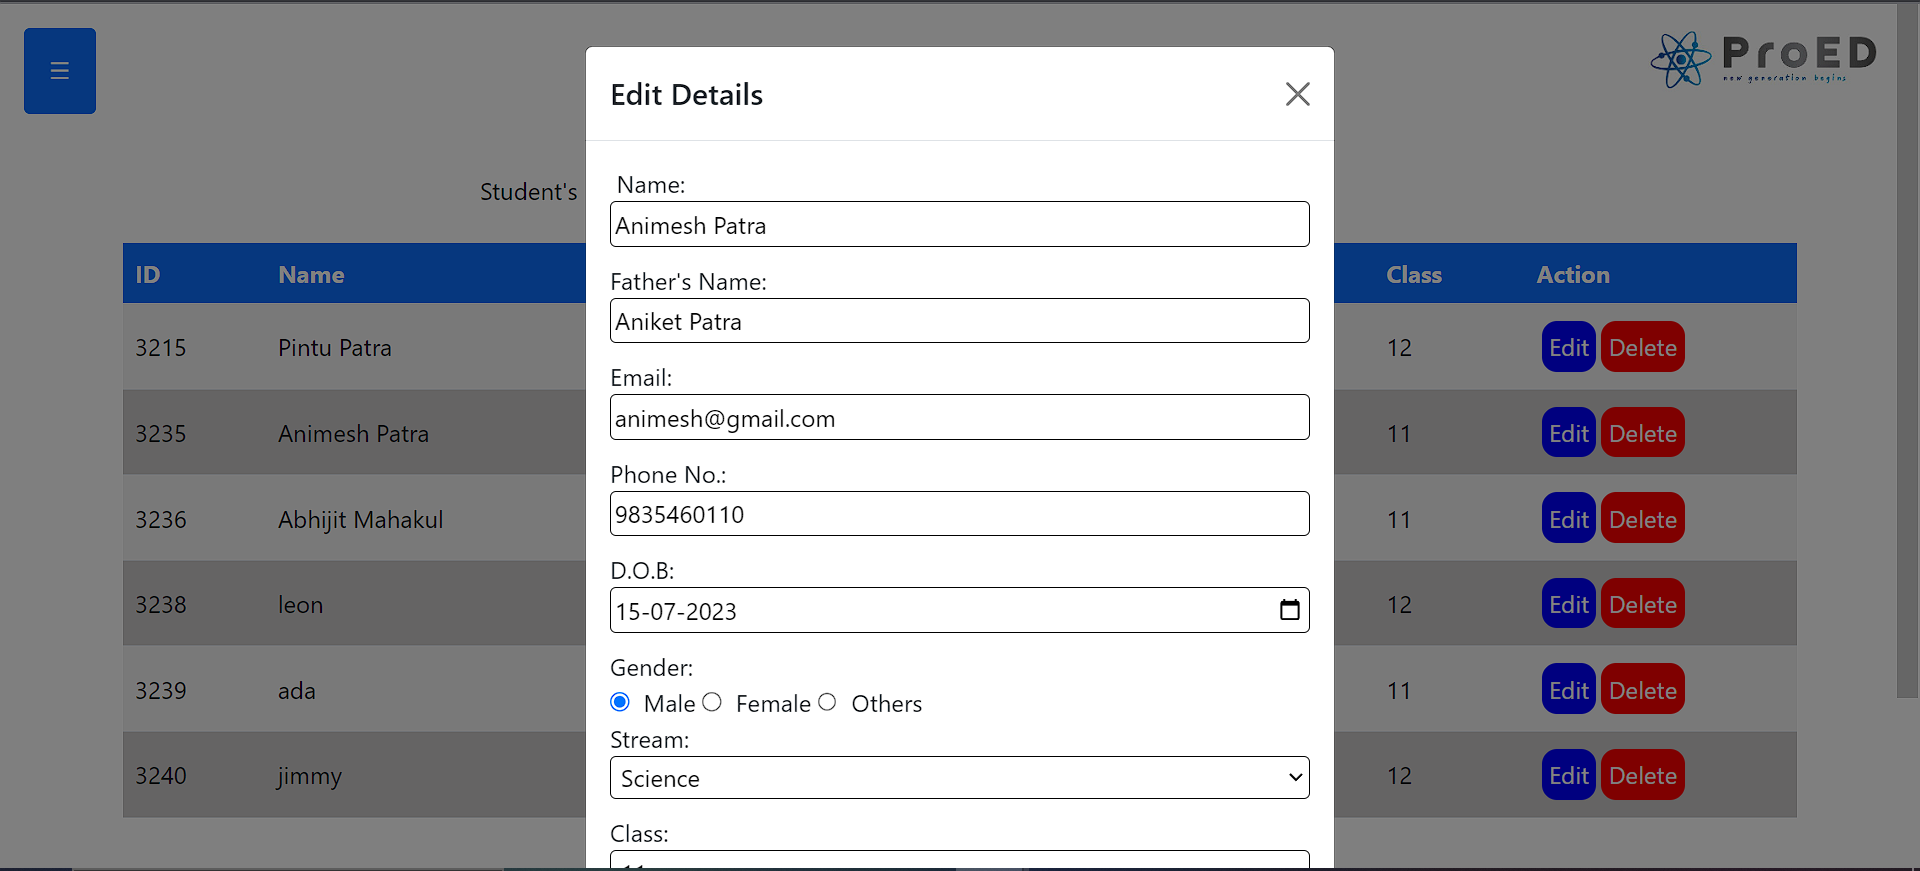 ☰
ProED
new generation begins
Edit Details
Student's
Name:
Animesh Patra
Father's Name:
Aniket Patra
Email:
animesh@gmail.com
Phone No.:
9835460110
D.O.B:
15-07-2023
Gender:
Male Female Others
Stream:
Science
Class:
ID Name Class Action
3215 Pintu Patra 12 Edit Delete
3235 Animesh Patra 11 Edit Delete
3236 Abhijit Mahakul 11 Edit Delete
3238 leon 12 Edit Delete
3239 ada 11 Edit Delete
3240 jimmy 12 Edit Delete